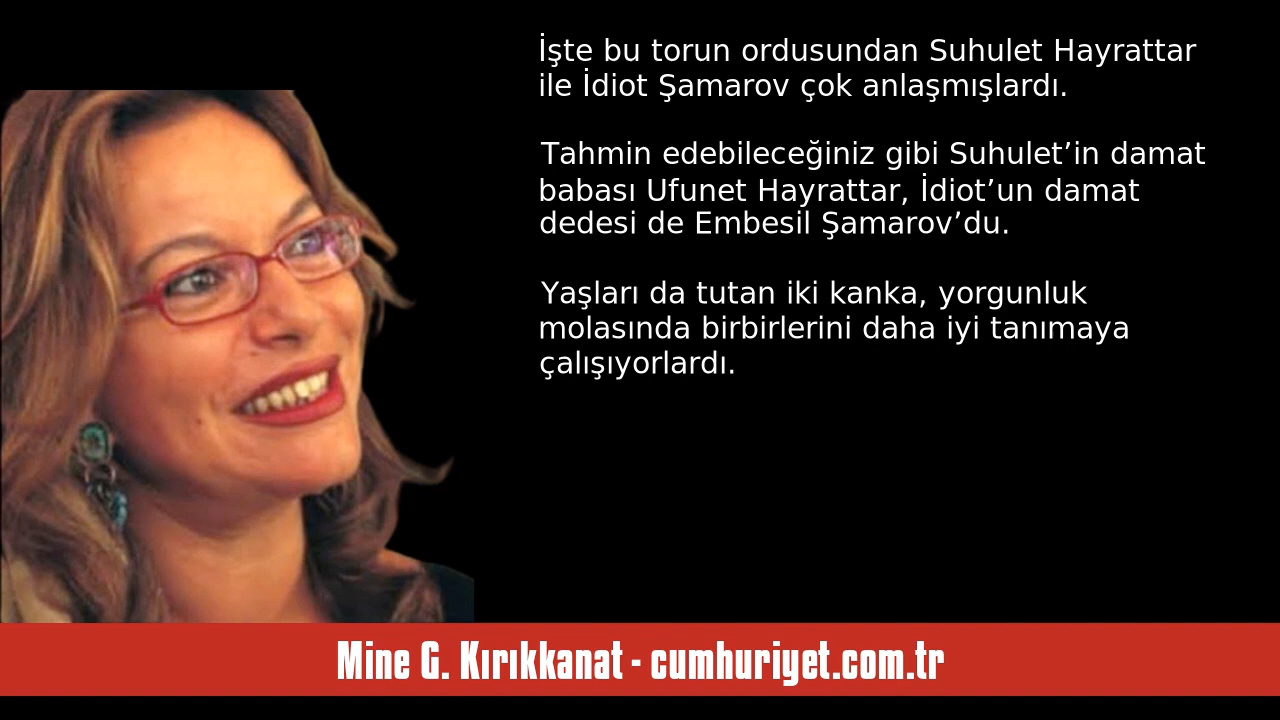 İşte bu torun ordusundan Suhulet Hayrattar
ile İdiot Şamarov çok anlaşmışlardı.
Tahmin edebileceğiniz gibi Suhulet’in damat
babası Ufunet Hayrattar, İdiot’un damat
dedesi de Embesil Şamarov’du.
Yaşları da tutan iki kanka, yorgunluk
molasında birbirlerini daha iyi tanımaya
çalışıyorlardı.
Mine G. Kırıkkanat - cumhuriyet.com.tr